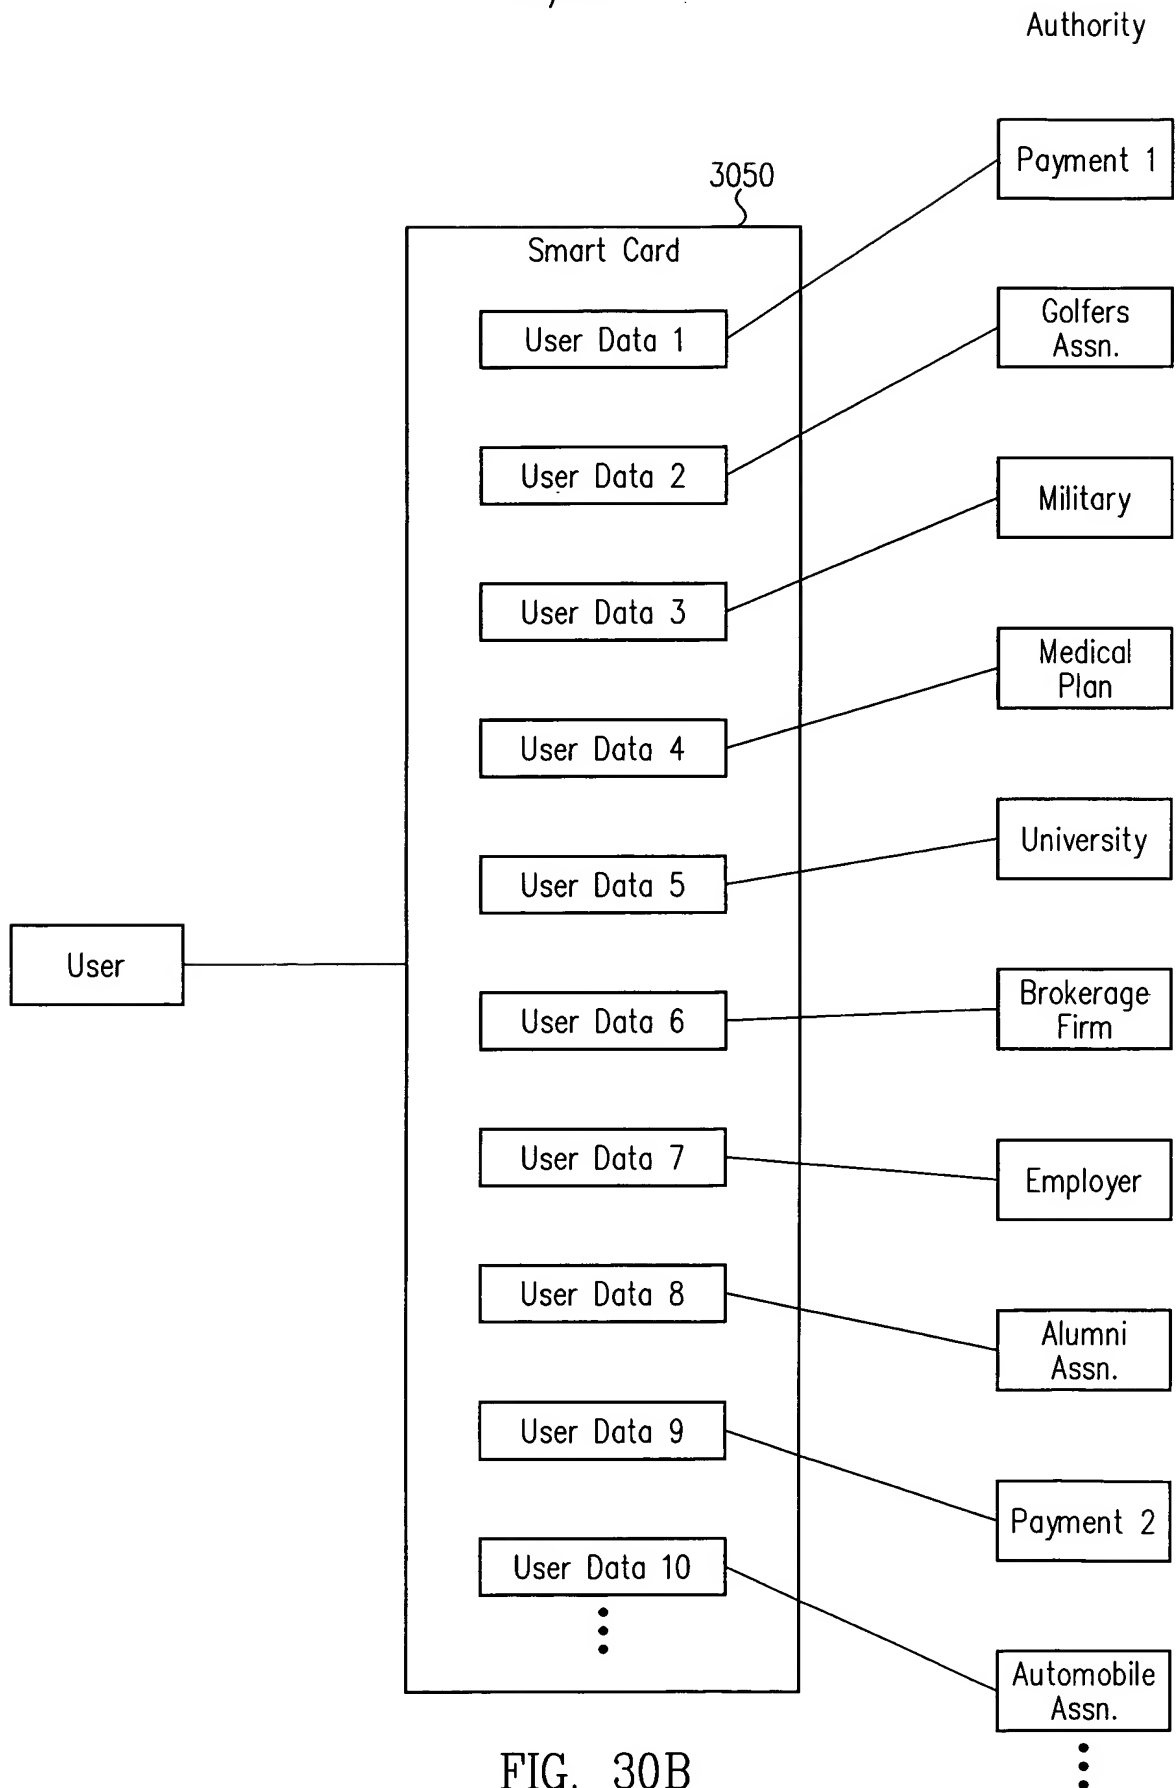 Authority
3050
Payment 1
Smart Card
User Data 1
Golfers
Assn.
User Data 2
Military
User Data 3
Medical
Plan
User Data 4
University
User Data 5
User
Brokerage
Firm
User Data 6
Employer
User Data 7
Alumni
Assn.
User Data 8
Payment 2
User Data 9
User Data 10
Automobile
Assn.
FIG. 30B